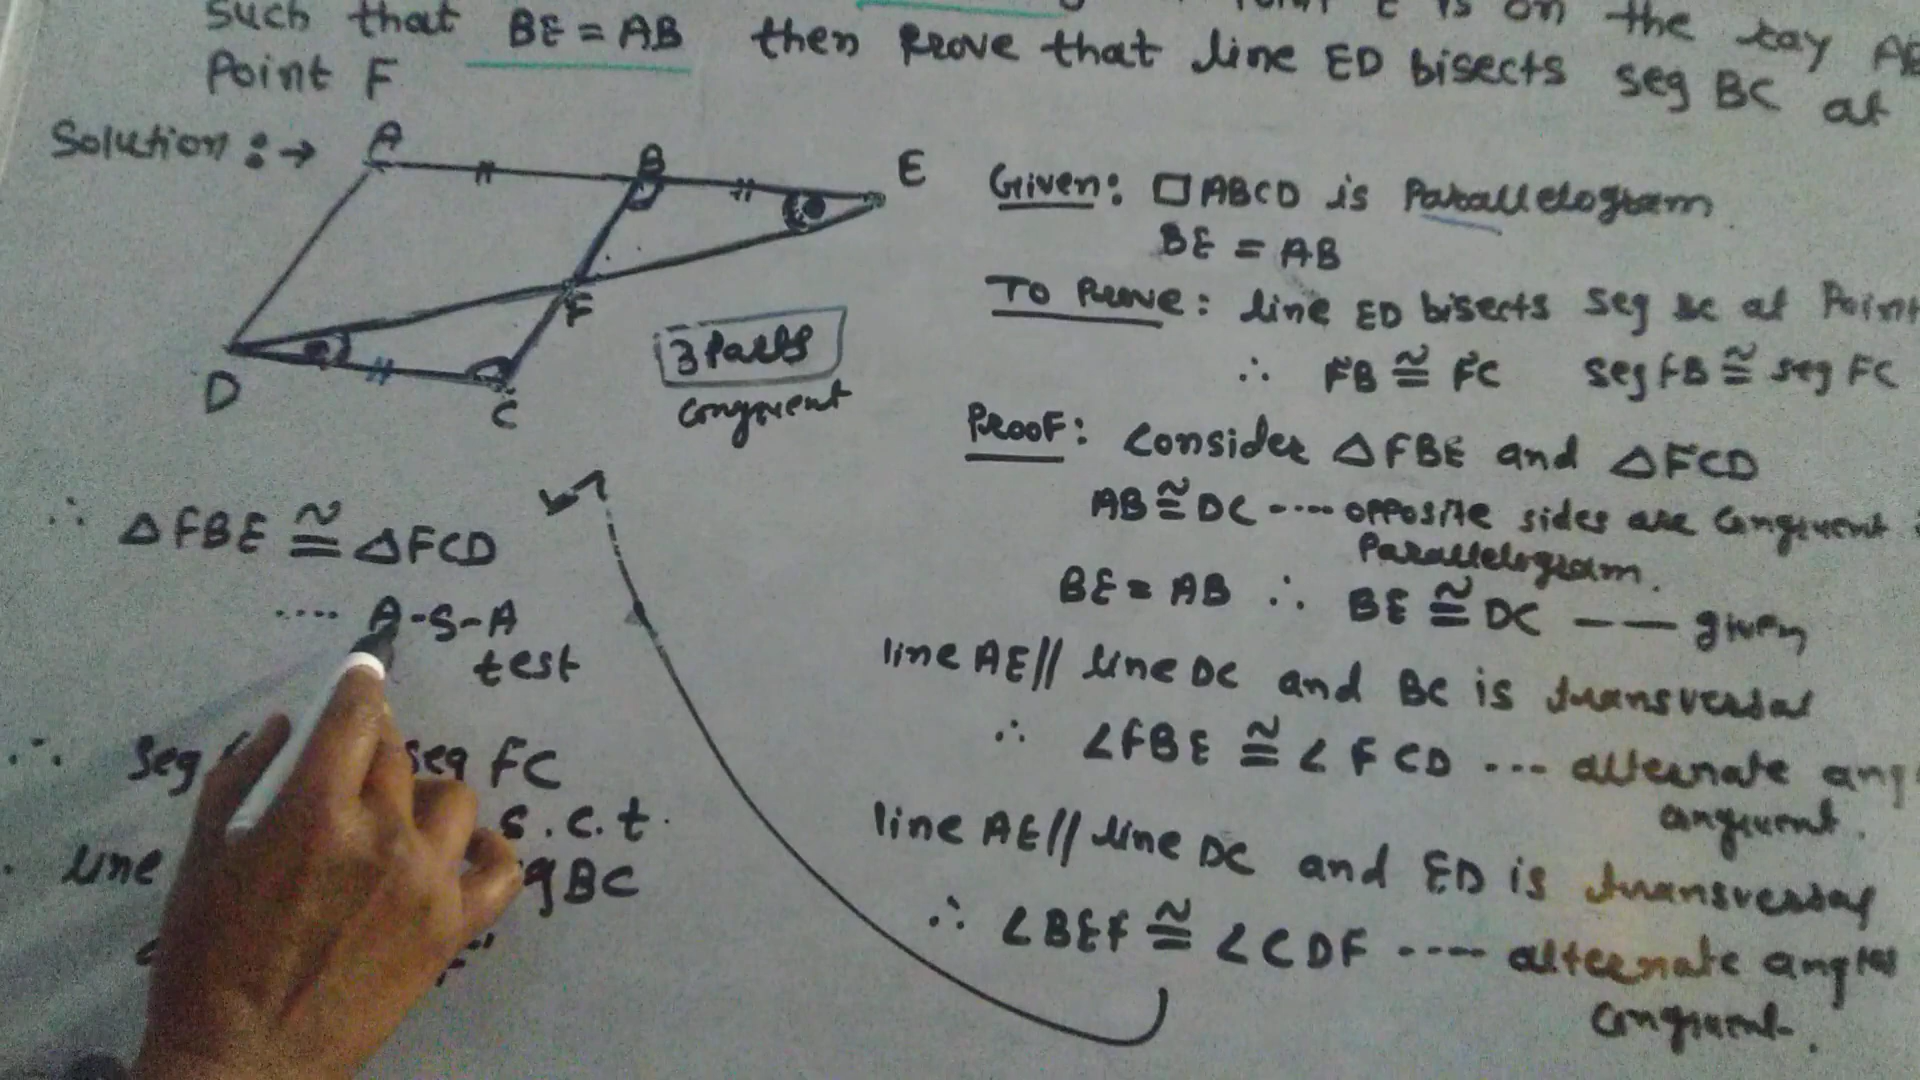 such that BE = AB then prove that line ED bisects seg BC at
Point F
Solution :→
A
B
E
D
C
F
3 Parts
congruent
Given: □ABCD is Parallelogram.
BE = AB
To Prove: line ED bisects seg BC at Point
∴ FB ≅ FC seg FB ≅ seg FC
Proof: Consider △FBE and △FCD
AB ≅ DC ---- opposite sides are congruent
Parallelogram.
BE = AB ∴ BE ≅ DC —— given
line AE // line DC and BC is transversal
∴ ∠FBE ≅ ∠FCD --- alternate ang
congruent.
line AE // line DC and ED is transversal
∴ ∠BEF ≅ ∠CDF ---- alternate angles
congruent.
∴ △FBE ≅ △FCD
.... A-S-A
test
∴ seg seg FC
s.c.t.
line BC